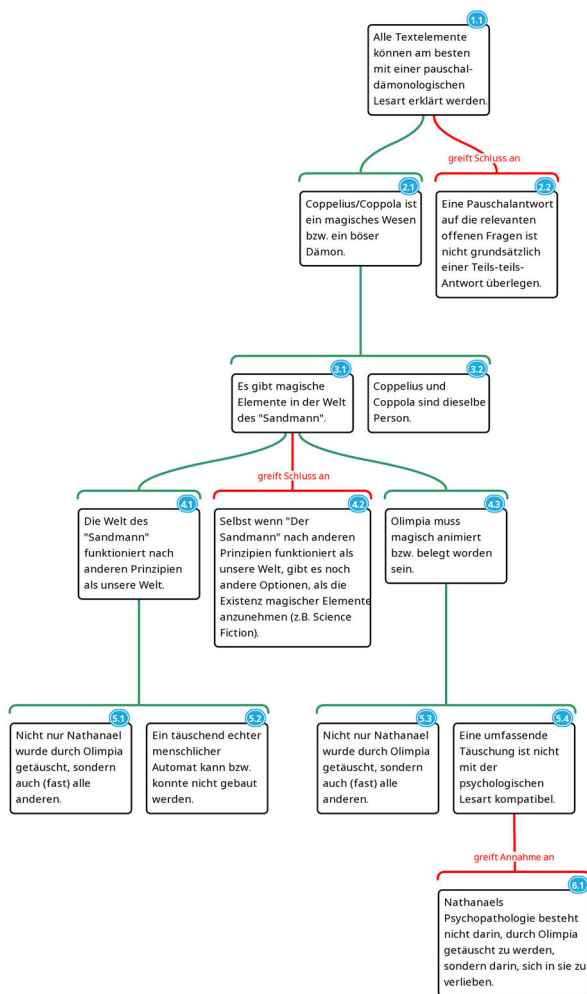 1.1
Alle Textelemente
können am besten
mit einer pauschal-
dämonologischen
Lesart erklärt werden.
greift Schluss an
2.1
Coppelius/Coppola ist
ein magisches Wesen
bzw. ein böser
Dämon.
2.2
Eine Pauschalantwort
auf die relevanten
offenen Fragen ist
nicht grundsätzlich
einer Teils-teils-
Antwort überlegen.
3.1
Es gibt magische
Elemente in der Welt
des "Sandmann".
3.2
Coppelius und
Coppola sind dieselbe
Person.
greift Schluss an
4.1
Die Welt des
"Sandmann"
funktioniert nach
anderen Prinzipien
als unsere Welt.
4.2
Selbst wenn "Der
Sandmann" nach anderen
Prinzipien funktioniert als
unsere Welt, gibt es noch
andere Optionen, als die
Existenz magischer Elemente
anzunehmen (z.B. Science
Fiction).
4.3
Olimpia muss
magisch animiert
bzw. belegt worden
sein.
5.1
Nicht nur Nathanael
wurde durch Olimpia
getäuscht, sondern
auch (fast) alle
anderen.
5.2
Ein täuschend echter
menschlicher
Automat kann bzw.
konnte nicht gebaut
werden.
5.3
Nicht nur Nathanael
wurde durch Olimpia
getäuscht, sondern
auch (fast) alle
anderen.
5.4
Eine umfassende
Täuschung ist nicht
mit der
psychologischen
Lesart kompatibel.
greift Annahme an
6.1
Nathanaels
Psychopathologie besteht
nicht darin, durch Olimpia
getäuscht zu werden,
sondern darin, sich in sie zu
verlieben.